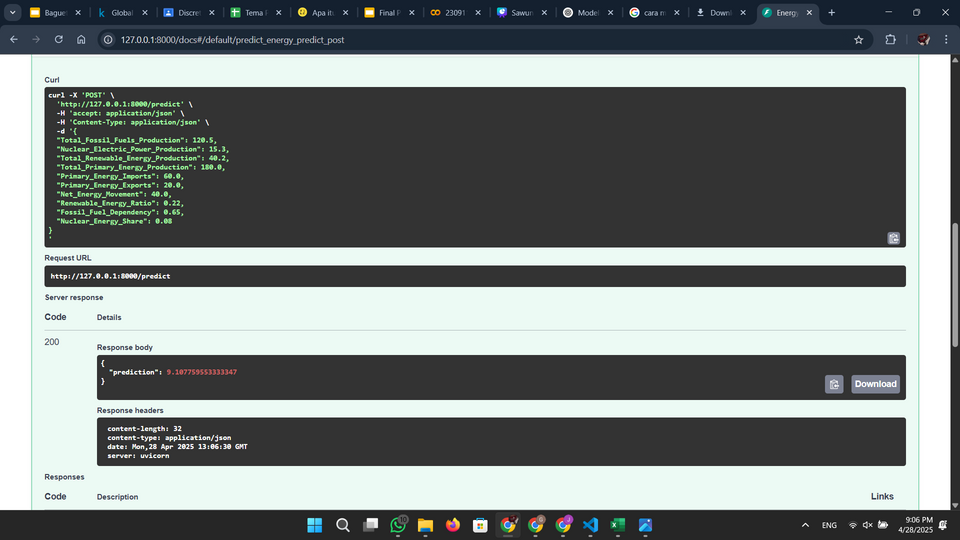 Bague
Global
Discret
Tema
Apa itu
Final P
23091
Sawun
Model
cara m
Downl
Energy
127.0.0.1:8000/docs#/default/predict_energy_predict_post
Curl
curl -X 'POST' \
'http://127.0.0.1:8000/predict' \
-H 'accept: application/json' \
-H 'Content-Type: application/json' \
-d '{
"Total_Fossil_Fuels_Production": 120.5,
"Nuclear_Electric_Power_Production": 15.3,
"Total_Renewable_Energy_Production": 40.2,
"Total_Primary_Energy_Production": 180.0,
"Primary_Energy_Imports": 60.0,
"Primary_Energy_Exports": 20.0,
"Net_Energy_Movement": 40.0,
"Renewable_Energy_Ratio": 0.22,
"Fossil_Fuel_Dependency": 0.65,
"Nuclear_Energy_Share": 0.08
}
'
Request URL
http://127.0.0.1:8000/predict
Server response
Code Details
200
Response body
{
"prediction": 9.107759553333347
}
Download
Response headers
content-length: 32
content-type: application/json
date: Mon,28 Apr 2025 13:06:30 GMT
server: uvicorn
Responses
Code Description Links
ENG
9:06 PM
4/28/2025